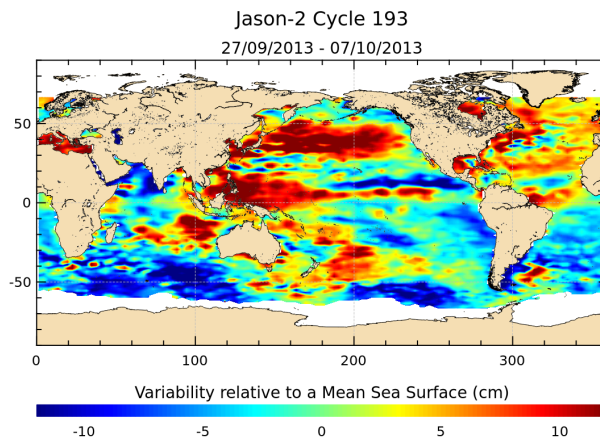 Jason-2 Cycle 193
27/09/2013 - 07/10/2013
50
0
-50
0 100 200 300
Variability relative to a Mean Sea Surface (cm)
-10 -5 0 5 10